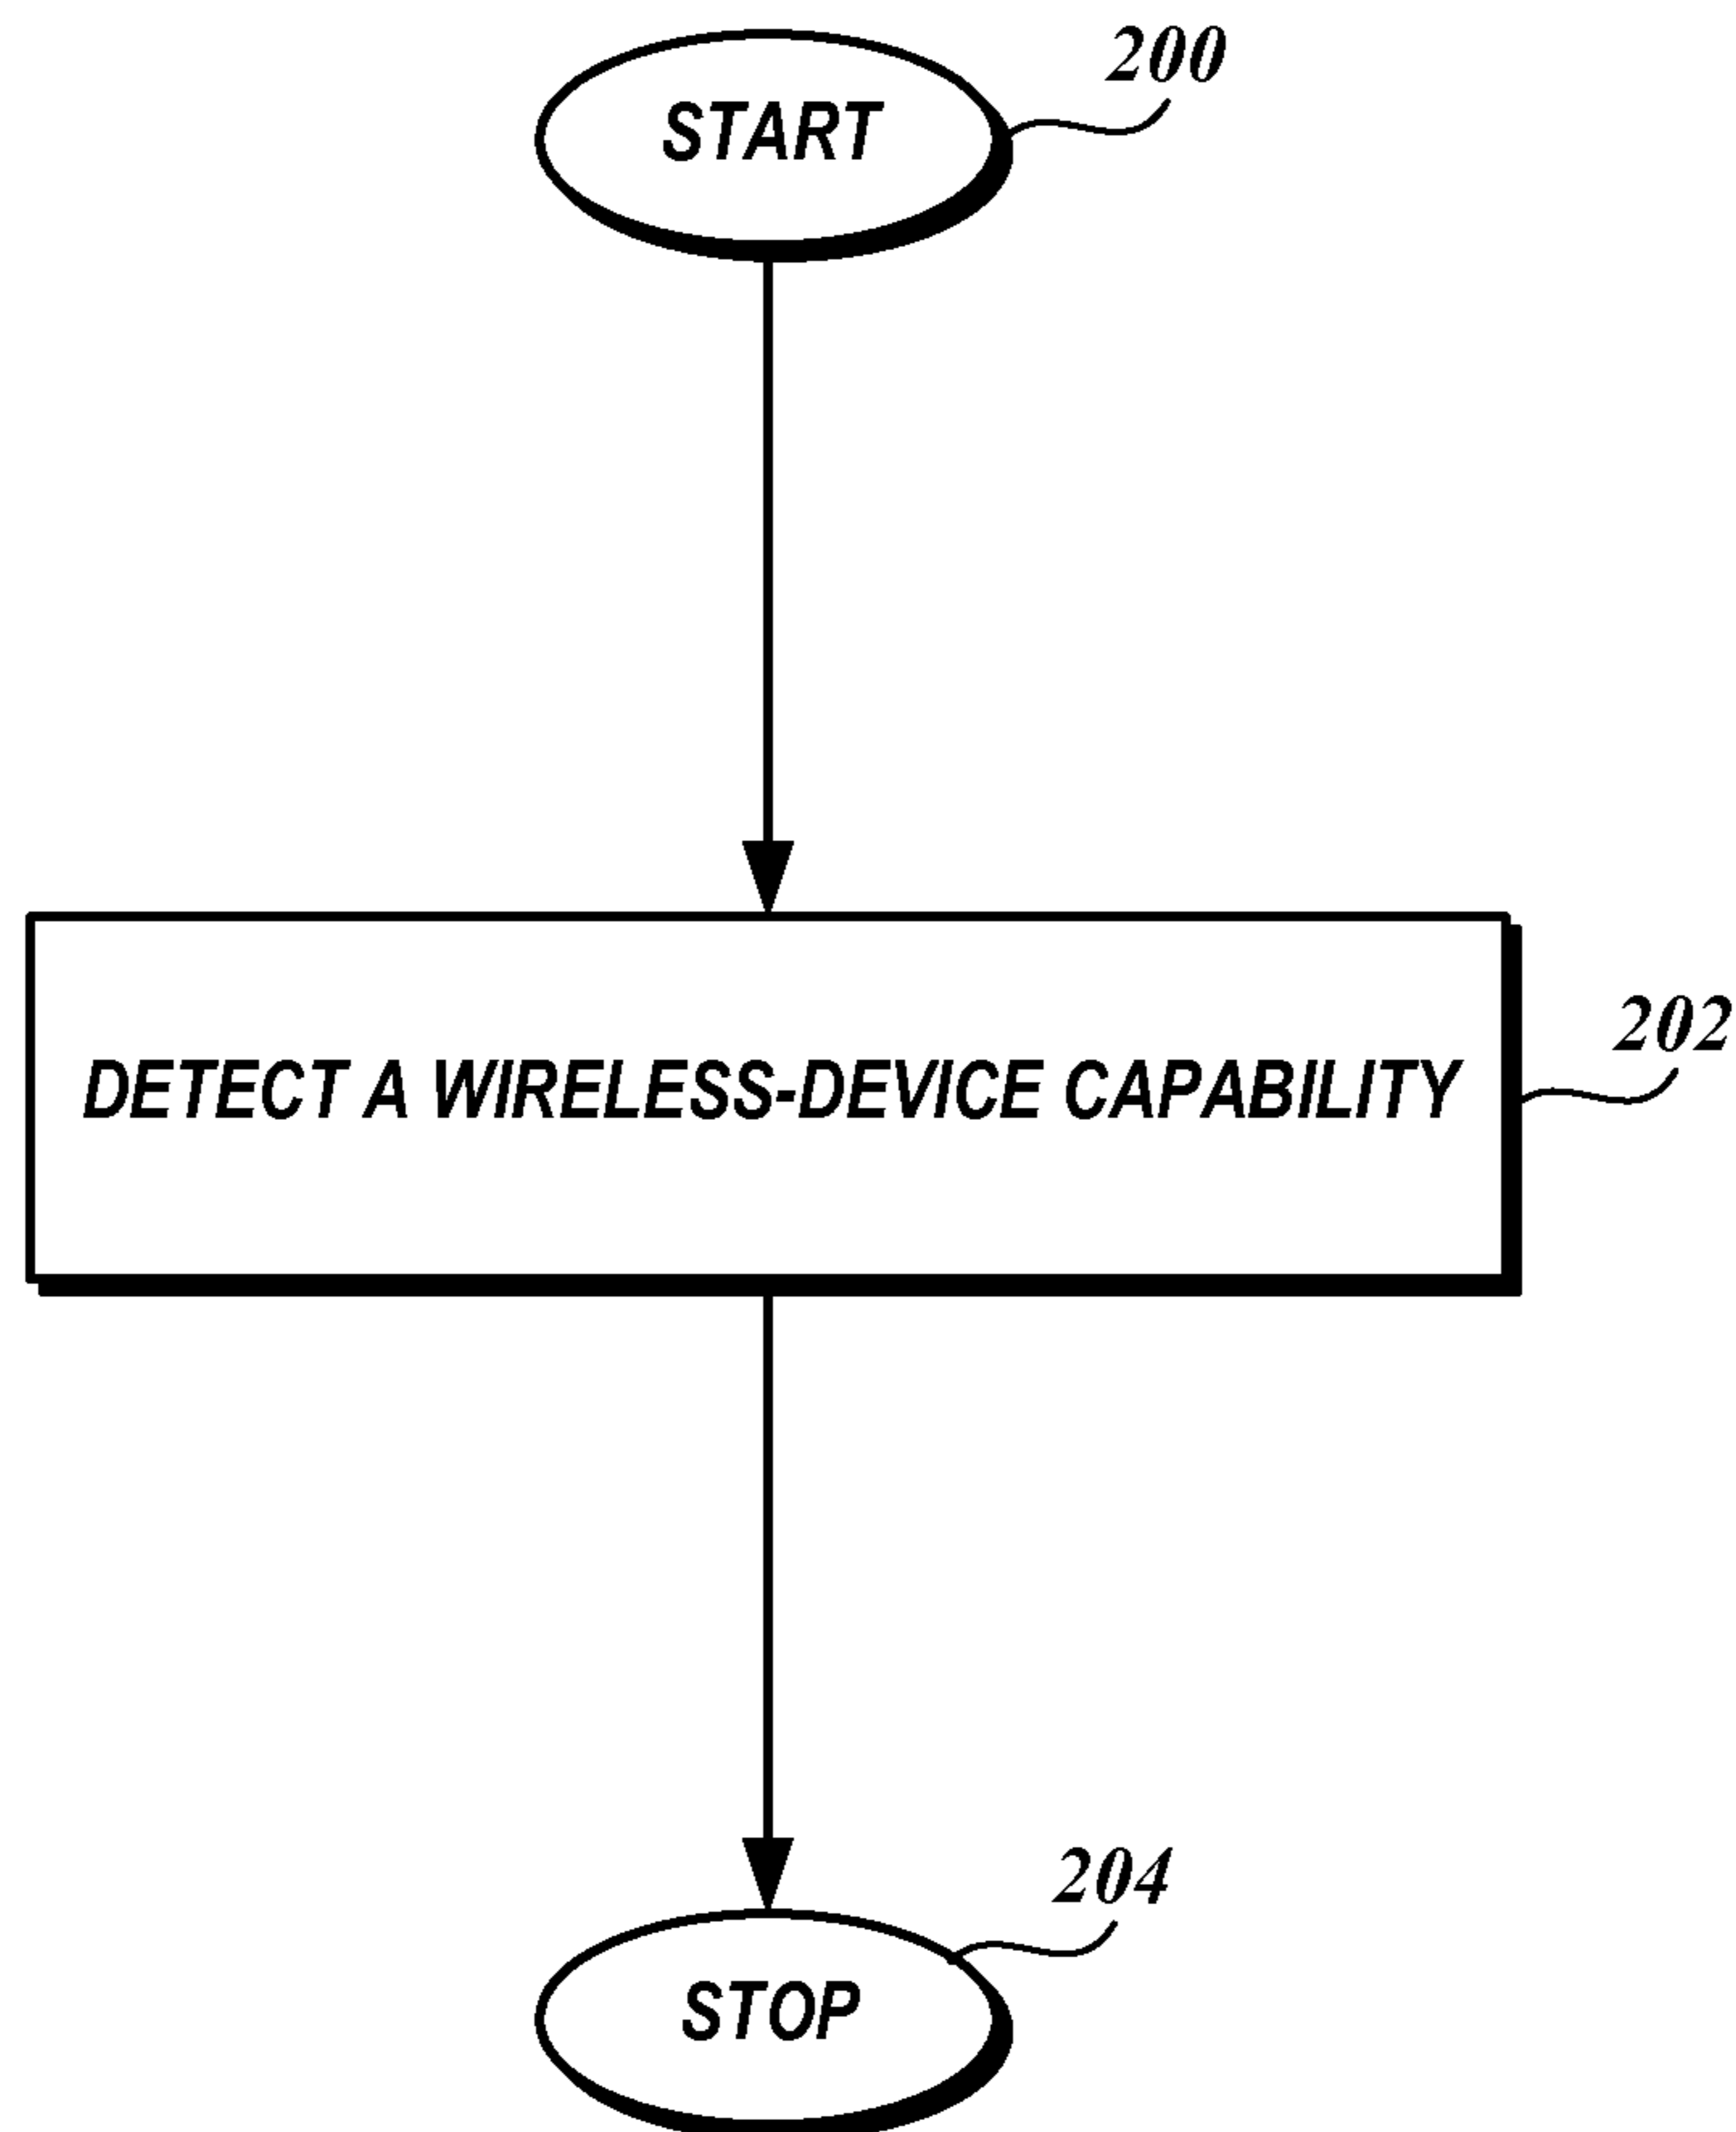 START
200
DETECT A WIRELESS-DEVICE CAPABILITY
202
204
STOP